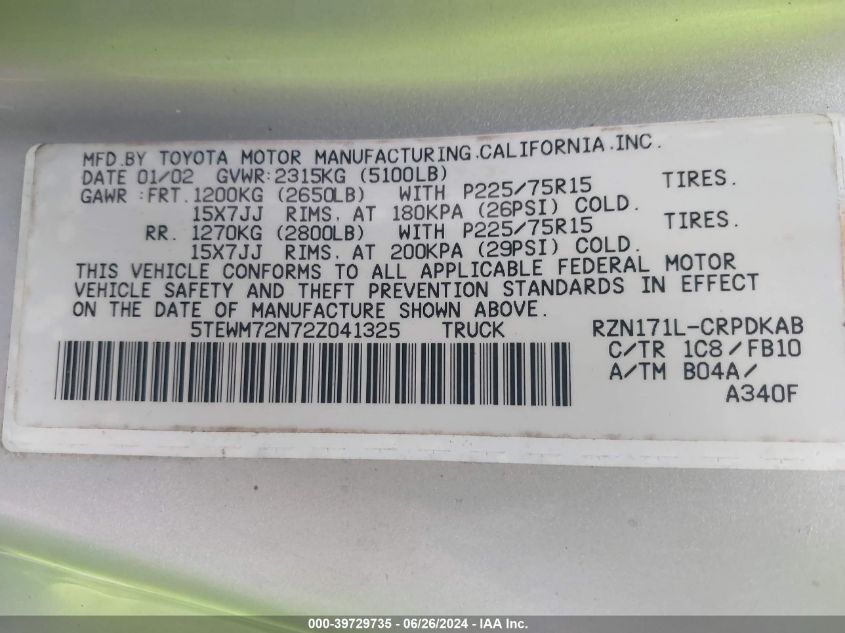 MFD.BY TOYOTA MOTOR MANUFACTURING.CALIFORNIA.INC.
DATE 01/02 GVWR:2315KG (5100LB)
GAWR :FRT.1200KG (2650LB) WITH P225/75R15 TIRES.
15X7JJ RIMS. AT 180KPA (26PSI) COLD.
RR. 1270KG (2800LB) WITH P225/75R15 TIRES.
15X7JJ RIMS. AT 200KPA (29PSI) COLD.
THIS VEHICLE CONFORMS TO ALL APPLICABLE FEDERAL MOTOR
VEHICLE SAFETY AND THEFT PREVENTION STANDARDS IN EFFECT
ON THE DATE OF MANUFACTURE SHOWN ABOVE.
5TEWM72N72Z041325 TRUCK RZN171L-CRPDKAB
C/TR 1C8/FB10
A/TM B04A/
A340F
000-39729735 - 06/26/2024 - IAA Inc.